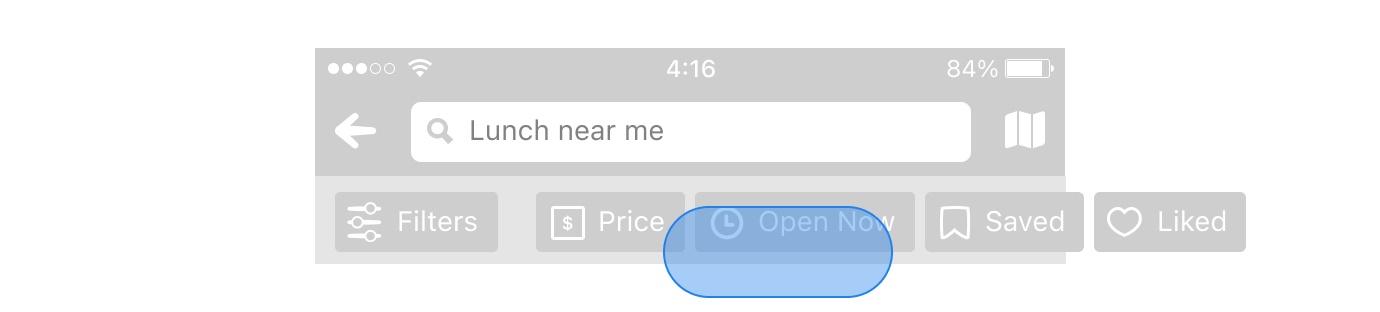 4:16
84%
Lunch near me
Filters
$ Price
Open Now
Saved
Liked